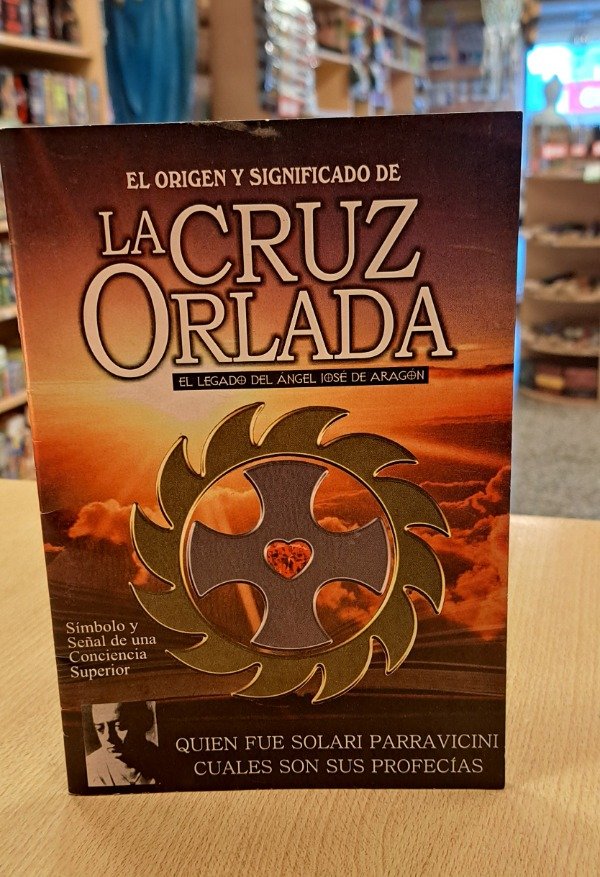 EL ORIGEN Y SIGNIFICADO DE
LA CRUZ
ORLADA
EL LEGADO DEL ÁNGEL IOSÉ DE ARAGÓN
Símbolo y
Señal de una
Conciencia
Superior
QUIEN FUE SOLARI PARRAVICINI
CUALES SON SUS PROFECÍAS